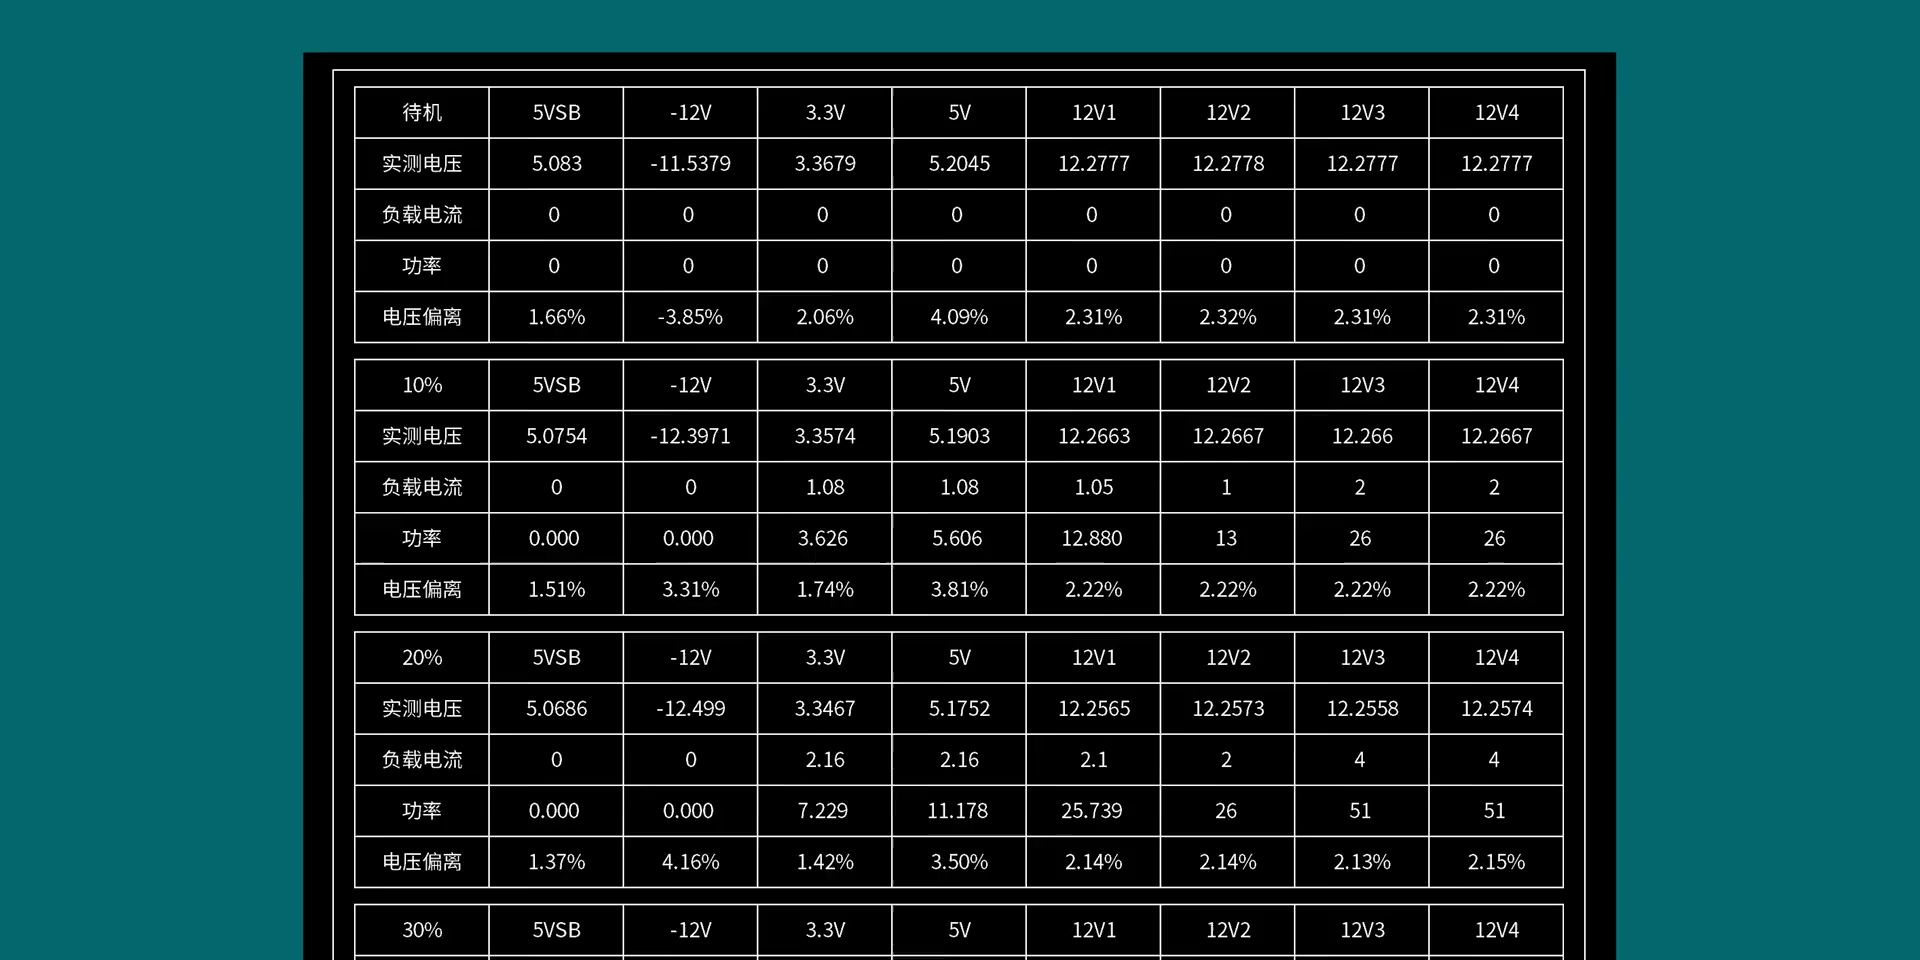 待机 5VSB -12V 3.3V 5V 12V1 12V2 12V3 12V4
实测电压 5.083 -11.5379 3.3679 5.2045 12.2777 12.2778 12.2777 12.2777
负载电流 0 0 0 0 0 0 0 0
功率 0 0 0 0 0 0 0 0
电压偏离 1.66% -3.85% 2.06% 4.09% 2.31% 2.32% 2.31% 2.31%
10% 5VSB -12V 3.3V 5V 12V1 12V2 12V3 12V4
实测电压 5.0754 -12.3971 3.3574 5.1903 12.2663 12.2667 12.266 12.2667
负载电流 0 0 1.08 1.08 1.05 1 2 2
功率 0.000 0.000 3.626 5.606 12.880 13 26 26
电压偏离 1.51% 3.31% 1.74% 3.81% 2.22% 2.22% 2.22% 2.22%
20% 5VSB -12V 3.3V 5V 12V1 12V2 12V3 12V4
实测电压 5.0686 -12.499 3.3467 5.1752 12.2565 12.2573 12.2558 12.2574
负载电流 0 0 2.16 2.16 2.1 2 4 4
功率 0.000 0.000 7.229 11.178 25.739 26 51 51
电压偏离 1.37% 4.16% 1.42% 3.50% 2.14% 2.14% 2.13% 2.15%
30% 5VSB -12V 3.3V 5V 12V1 12V2 12V3 12V4